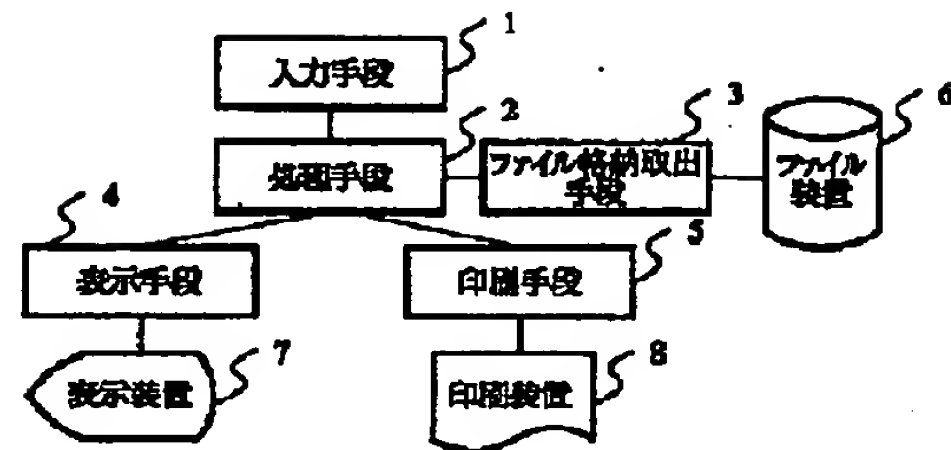 1
入力手段
2
処理手段
3
ファイル格納取出
手段
6
ファイル
装置
4
表示手段
5
印刷手段
7
表示装置
8
印刷装置